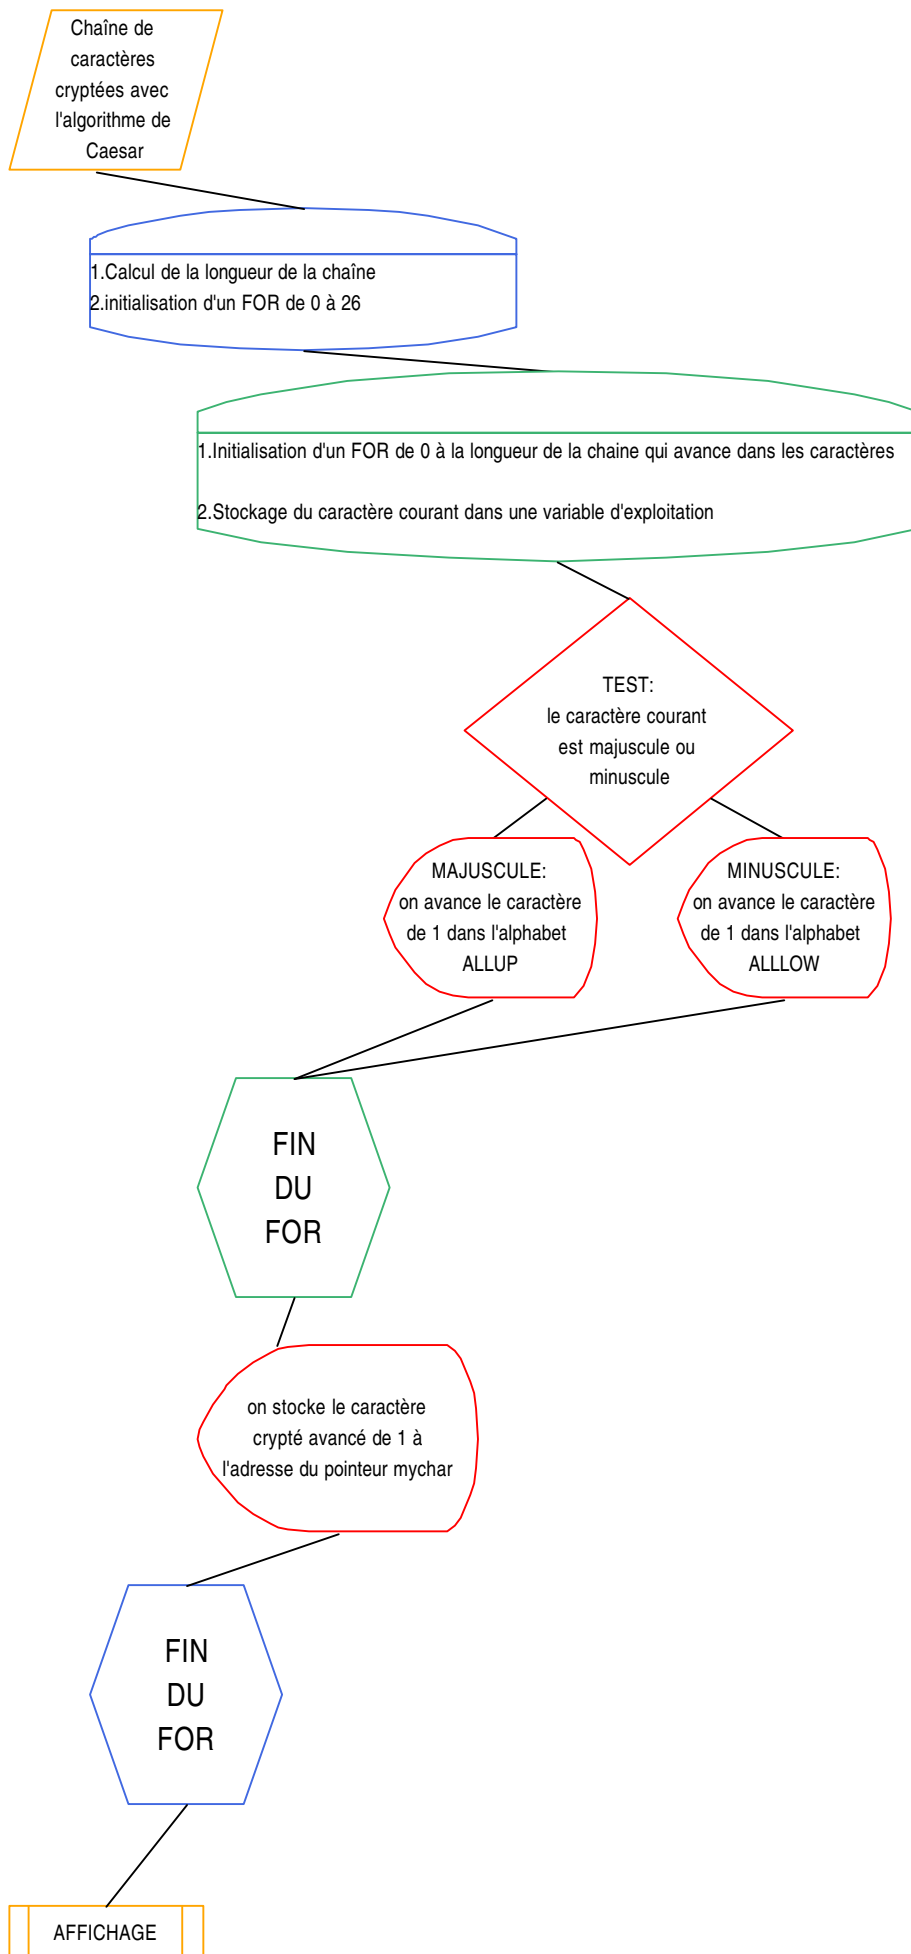 Chaîne de
caractères
cryptées avec
l'algorithme de
Caesar
1.Calcul de la longueur de la chaîne
2.initialisation d'un FOR de 0 à 26
1.Initialisation d'un FOR de 0 à la longueur de la chaine qui avance dans les caractères
2.Stockage du caractère courant dans une variable d'exploitation
TEST:
le caractère courant
est majuscule ou
minuscule
MAJUSCULE:
on avance le caractère
de 1 dans l'alphabet
ALLUP
MINUSCULE:
on avance le caractère
de 1 dans l'alphabet
ALLLOW
FIN
DU
FOR
on stocke le caractère
crypté avancé de 1 à
l'adresse du pointeur mychar
FIN
DU
FOR
AFFICHAGE